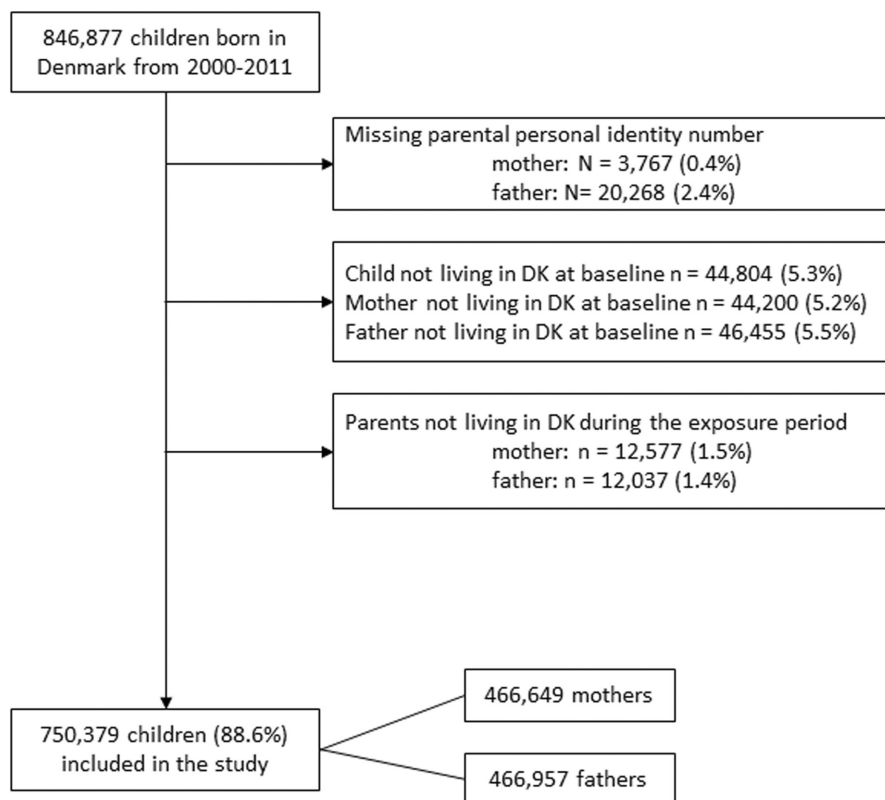 846,877 children born in
Denmark from 2000-2011
Missing parental personal identity number
mother: N = 3,767 (0.4%)
father: N= 20,268 (2.4%)
Child not living in DK at baseline n = 44,804 (5.3%)
Mother not living in DK at baseline n = 44,200 (5.2%)
Father not living in DK at baseline n = 46,455 (5.5%)
Parents not living in DK during the exposure period
mother: n = 12,577 (1.5%)
father: n = 12,037 (1.4%)
466,649 mothers
750,379 children (88.6%)
included in the study
466,957 fathers